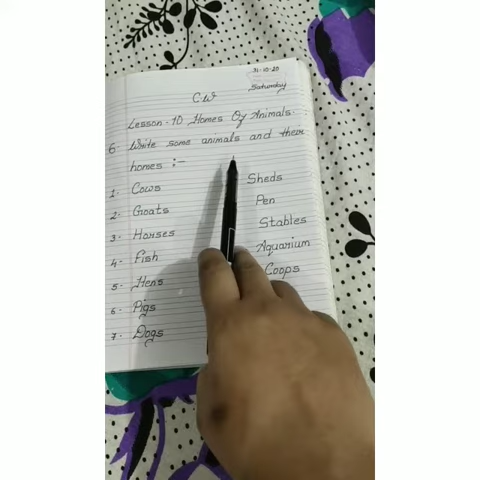 31-10-20
Saturday
C.W
Lesson-10 Homes Of Animals.
6. Write some animals and their
homes :-
1. Cows Sheds
2. Goats Pen
3. Horses Stables
4. Fish Aquarium
5. Hens Coops
6. Pigs
7. Dogs